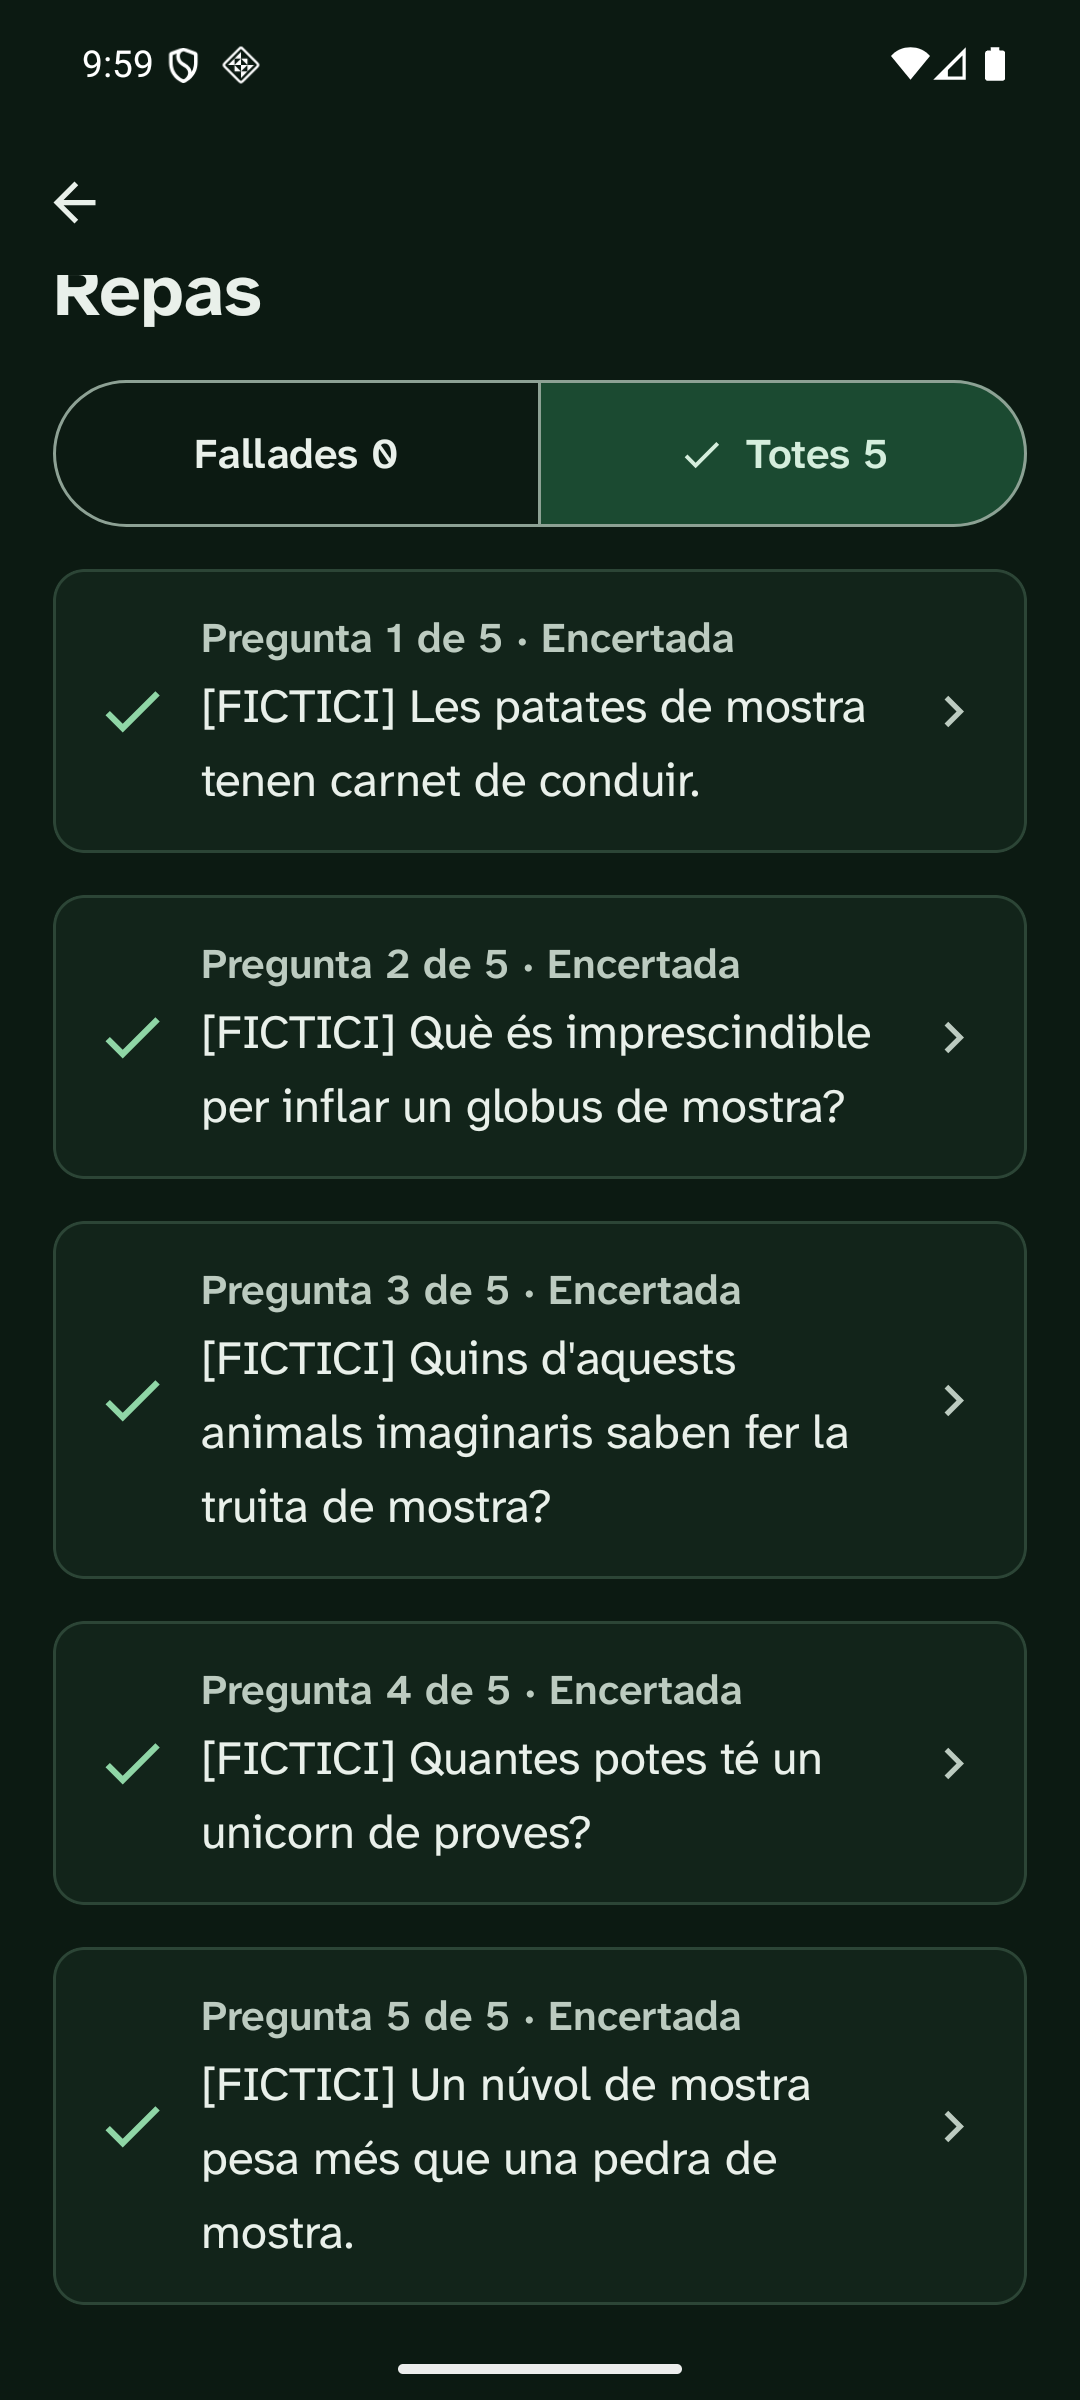 9:59
Repas
Fallades 0
Totes 5
Pregunta 1 de 5 · Encertada
[FICTICI] Les patates de mostra
tenen carnet de conduir.
Pregunta 2 de 5 · Encertada
[FICTICI] Què és imprescindible
per inflar un globus de mostra?
Pregunta 3 de 5 · Encertada
[FICTICI] Quins d'aquests
animals imaginaris saben fer la
truita de mostra?
Pregunta 4 de 5 · Encertada
[FICTICI] Quantes potes té un
unicorn de proves?
Pregunta 5 de 5 · Encertada
[FICTICI] Un núvol de mostra
pesa més que una pedra de
mostra.